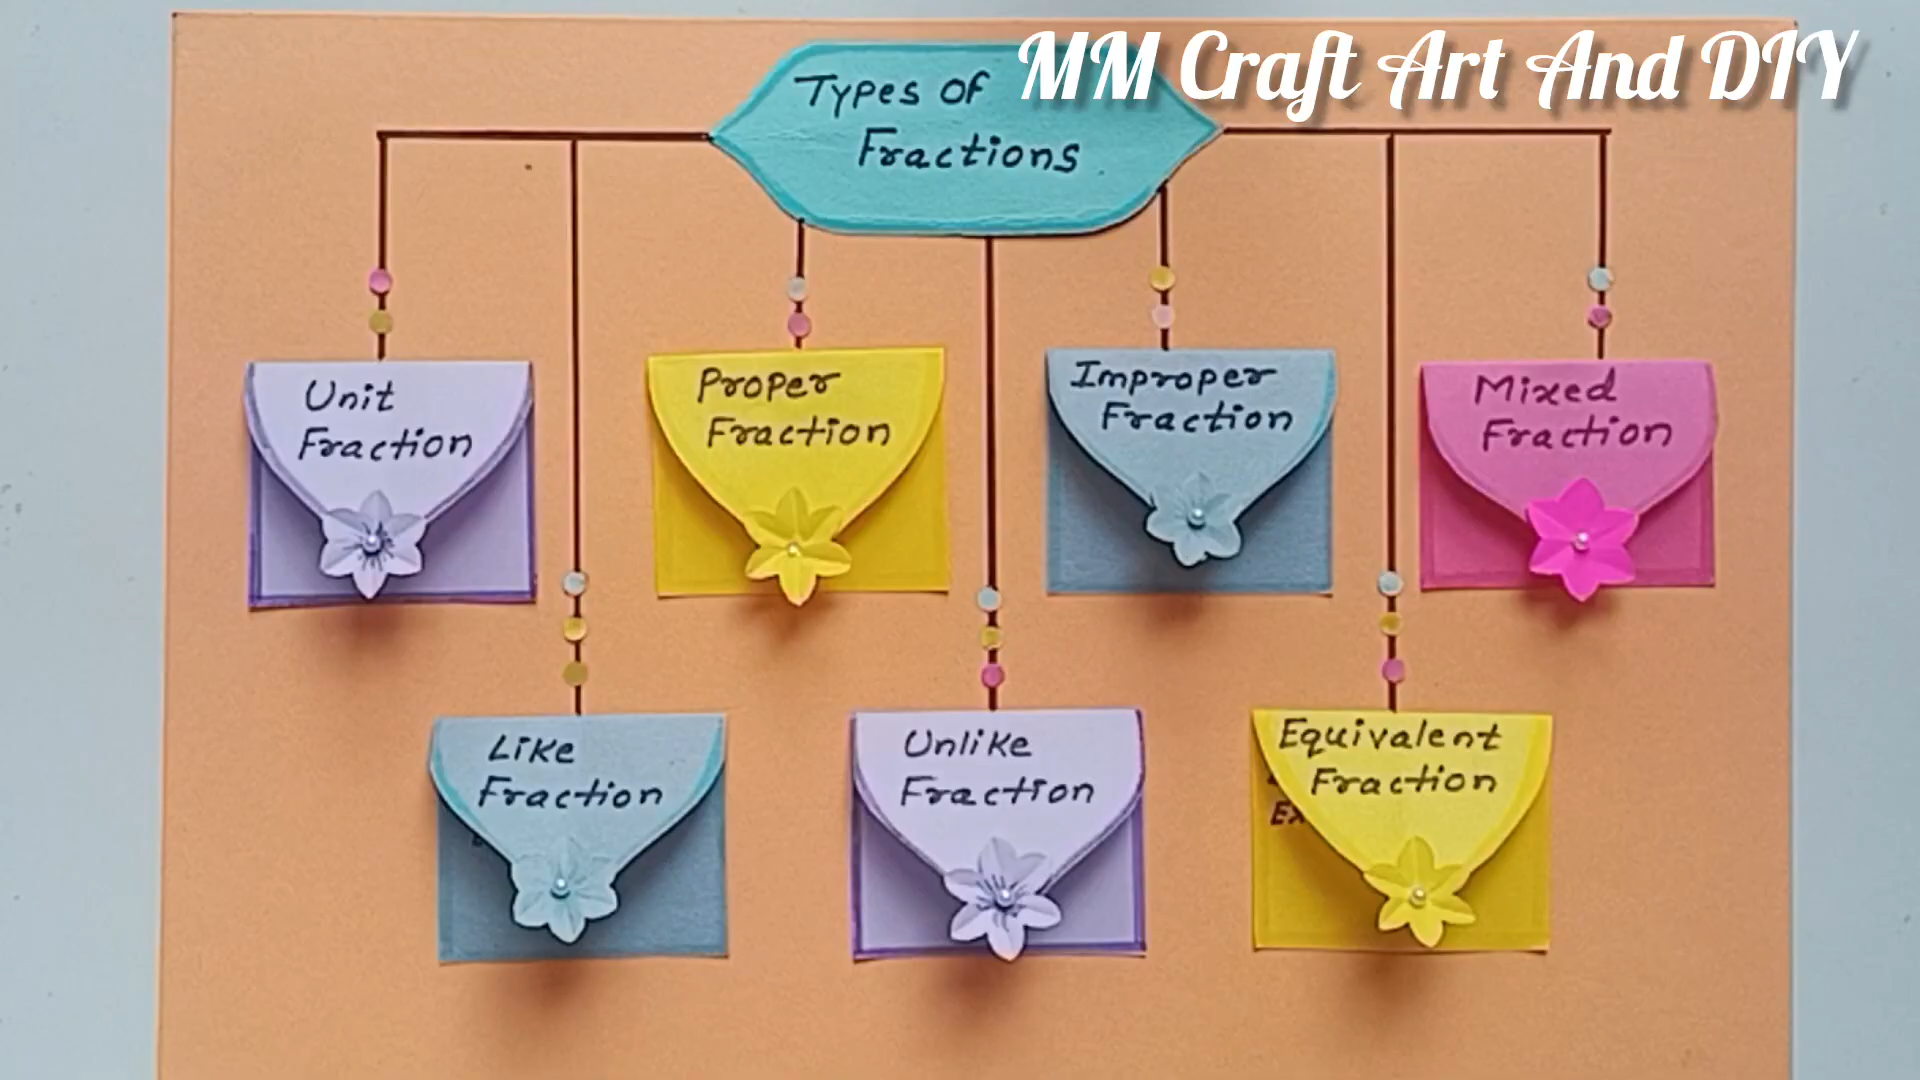 MM Craft Art And DIY
Types of
Fractions
Unit
Fraction
Proper
Fraction
Improper
Fraction
Mixed
Fraction
Like
Fraction
Unlike
Fraction
Equivalent
Fraction